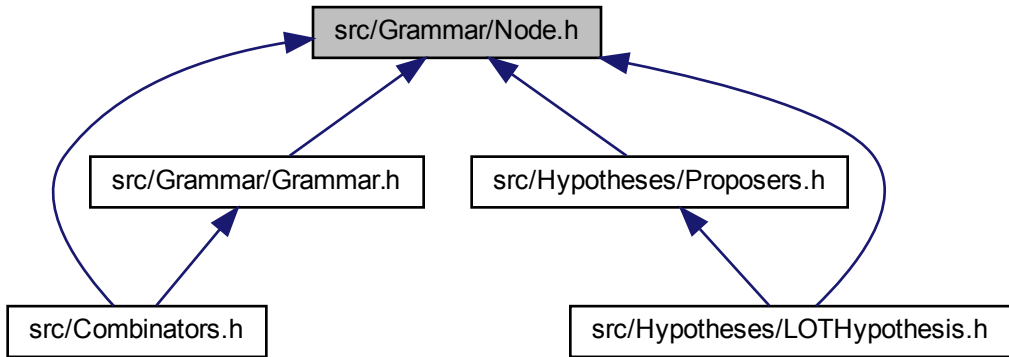 src/Grammar/Node.h
src/Grammar/Grammar.h
src/Hypotheses/Proposers.h
src/Combinators.h
src/Hypotheses/LOTHypothesis.h